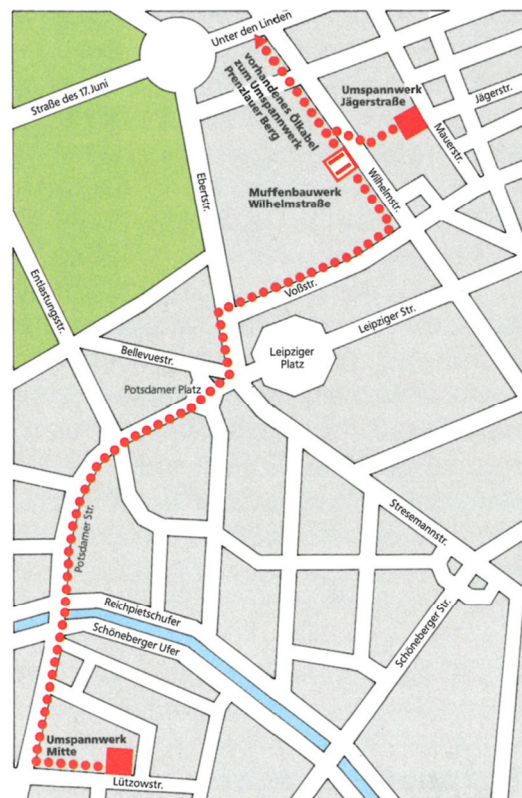 Unter den Linden
Straße des 17. Juni
vorhandenes Ölkabel
zum Umspannwerk
Prenzlauer Berg
Umspannwerk
Jägerstraße
Jägerstr.
Mauerstr.
Ebertstr.
Muffenbauwerk
Wilhelmstraße
Wilhelmstr.
Entlastungsstr.
Voßstr.
Leipziger Str.
Bellevuestr.
Leipziger
Platz
Potsdamer Platz
Potsdamer Str.
Stresemannstr.
Reichpietschufer
Schöneberger Ufer
Schöneberger Str.
Umspannwerk
Mitte
Lützowstr.